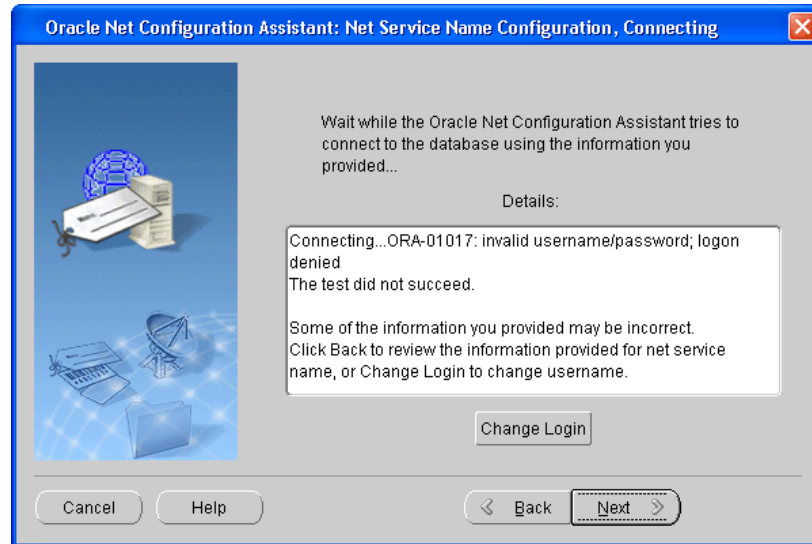 Oracle Net Configuration Assistant: Net Service Name Configuration, Connecting
Wait while the Oracle Net Configuration Assistant tries to
connect to the database using the information you
provided...
Details:
Connecting...ORA-01017: invalid username/password; logon
denied
The test did not succeed.
Some of the information you provided may be incorrect.
Click Back to review the information provided for net service
name, or Change Login to change username.
Change Login
Cancel
Help
Back
Next